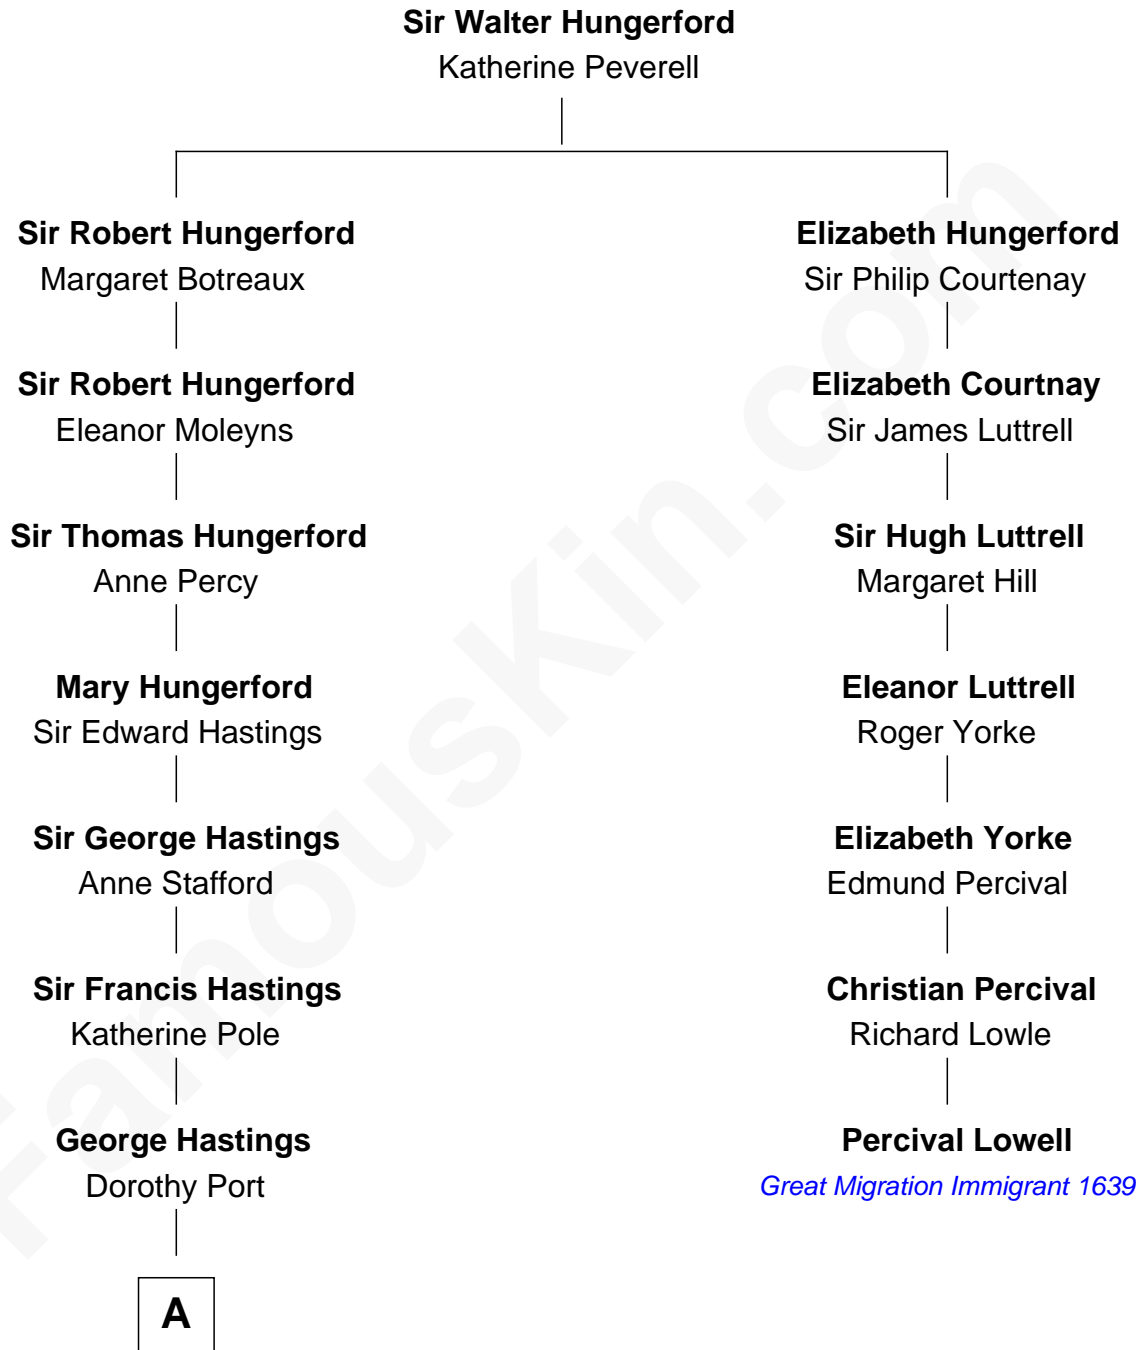 Sir Walter Hungerford
Katherine Peverell
Sir Robert Hungerford
Margaret Botreaux
Elizabeth Hungerford
Sir Philip Courtenay
Sir Robert Hungerford
Eleanor Moleyns
Elizabeth Courtnay
Sir James Luttrell
Sir Thomas Hungerford
Anne Percy
Sir Hugh Luttrell
Margaret Hill
Mary Hungerford
Sir Edward Hastings
Eleanor Luttrell
Roger Yorke
Sir George Hastings
Anne Stafford
Elizabeth Yorke
Edmund Percival
Sir Francis Hastings
Katherine Pole
Christian Percival
Richard Lowle
George Hastings
Dorothy Port
Percival Lowell
Great Migration Immigrant 1639
A
FamousKin.com